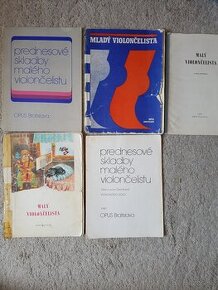 prednesové
skladby
malého
violončelistu
OPUS Bratislava
MLADÝ VIOLONČELISTA
MALÝ
VIOLONČELISTA
MALÝ
VIOLONČELISTA
prednesové
skladby
malého
violončelistu
OPUS Bratislava